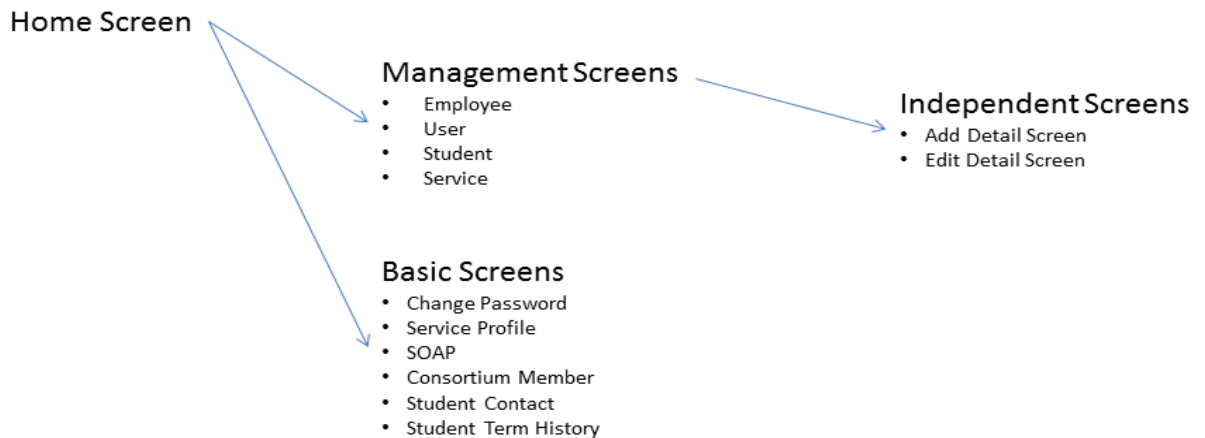 Home Screen
Management Screens
• Employee
• User
• Student
• Service
Independent Screens
• Add Detail Screen
• Edit Detail Screen
Basic Screens
• Change Password
• Service Profile
• SOAP
• Consortium Member
• Student Contact
• Student Term History